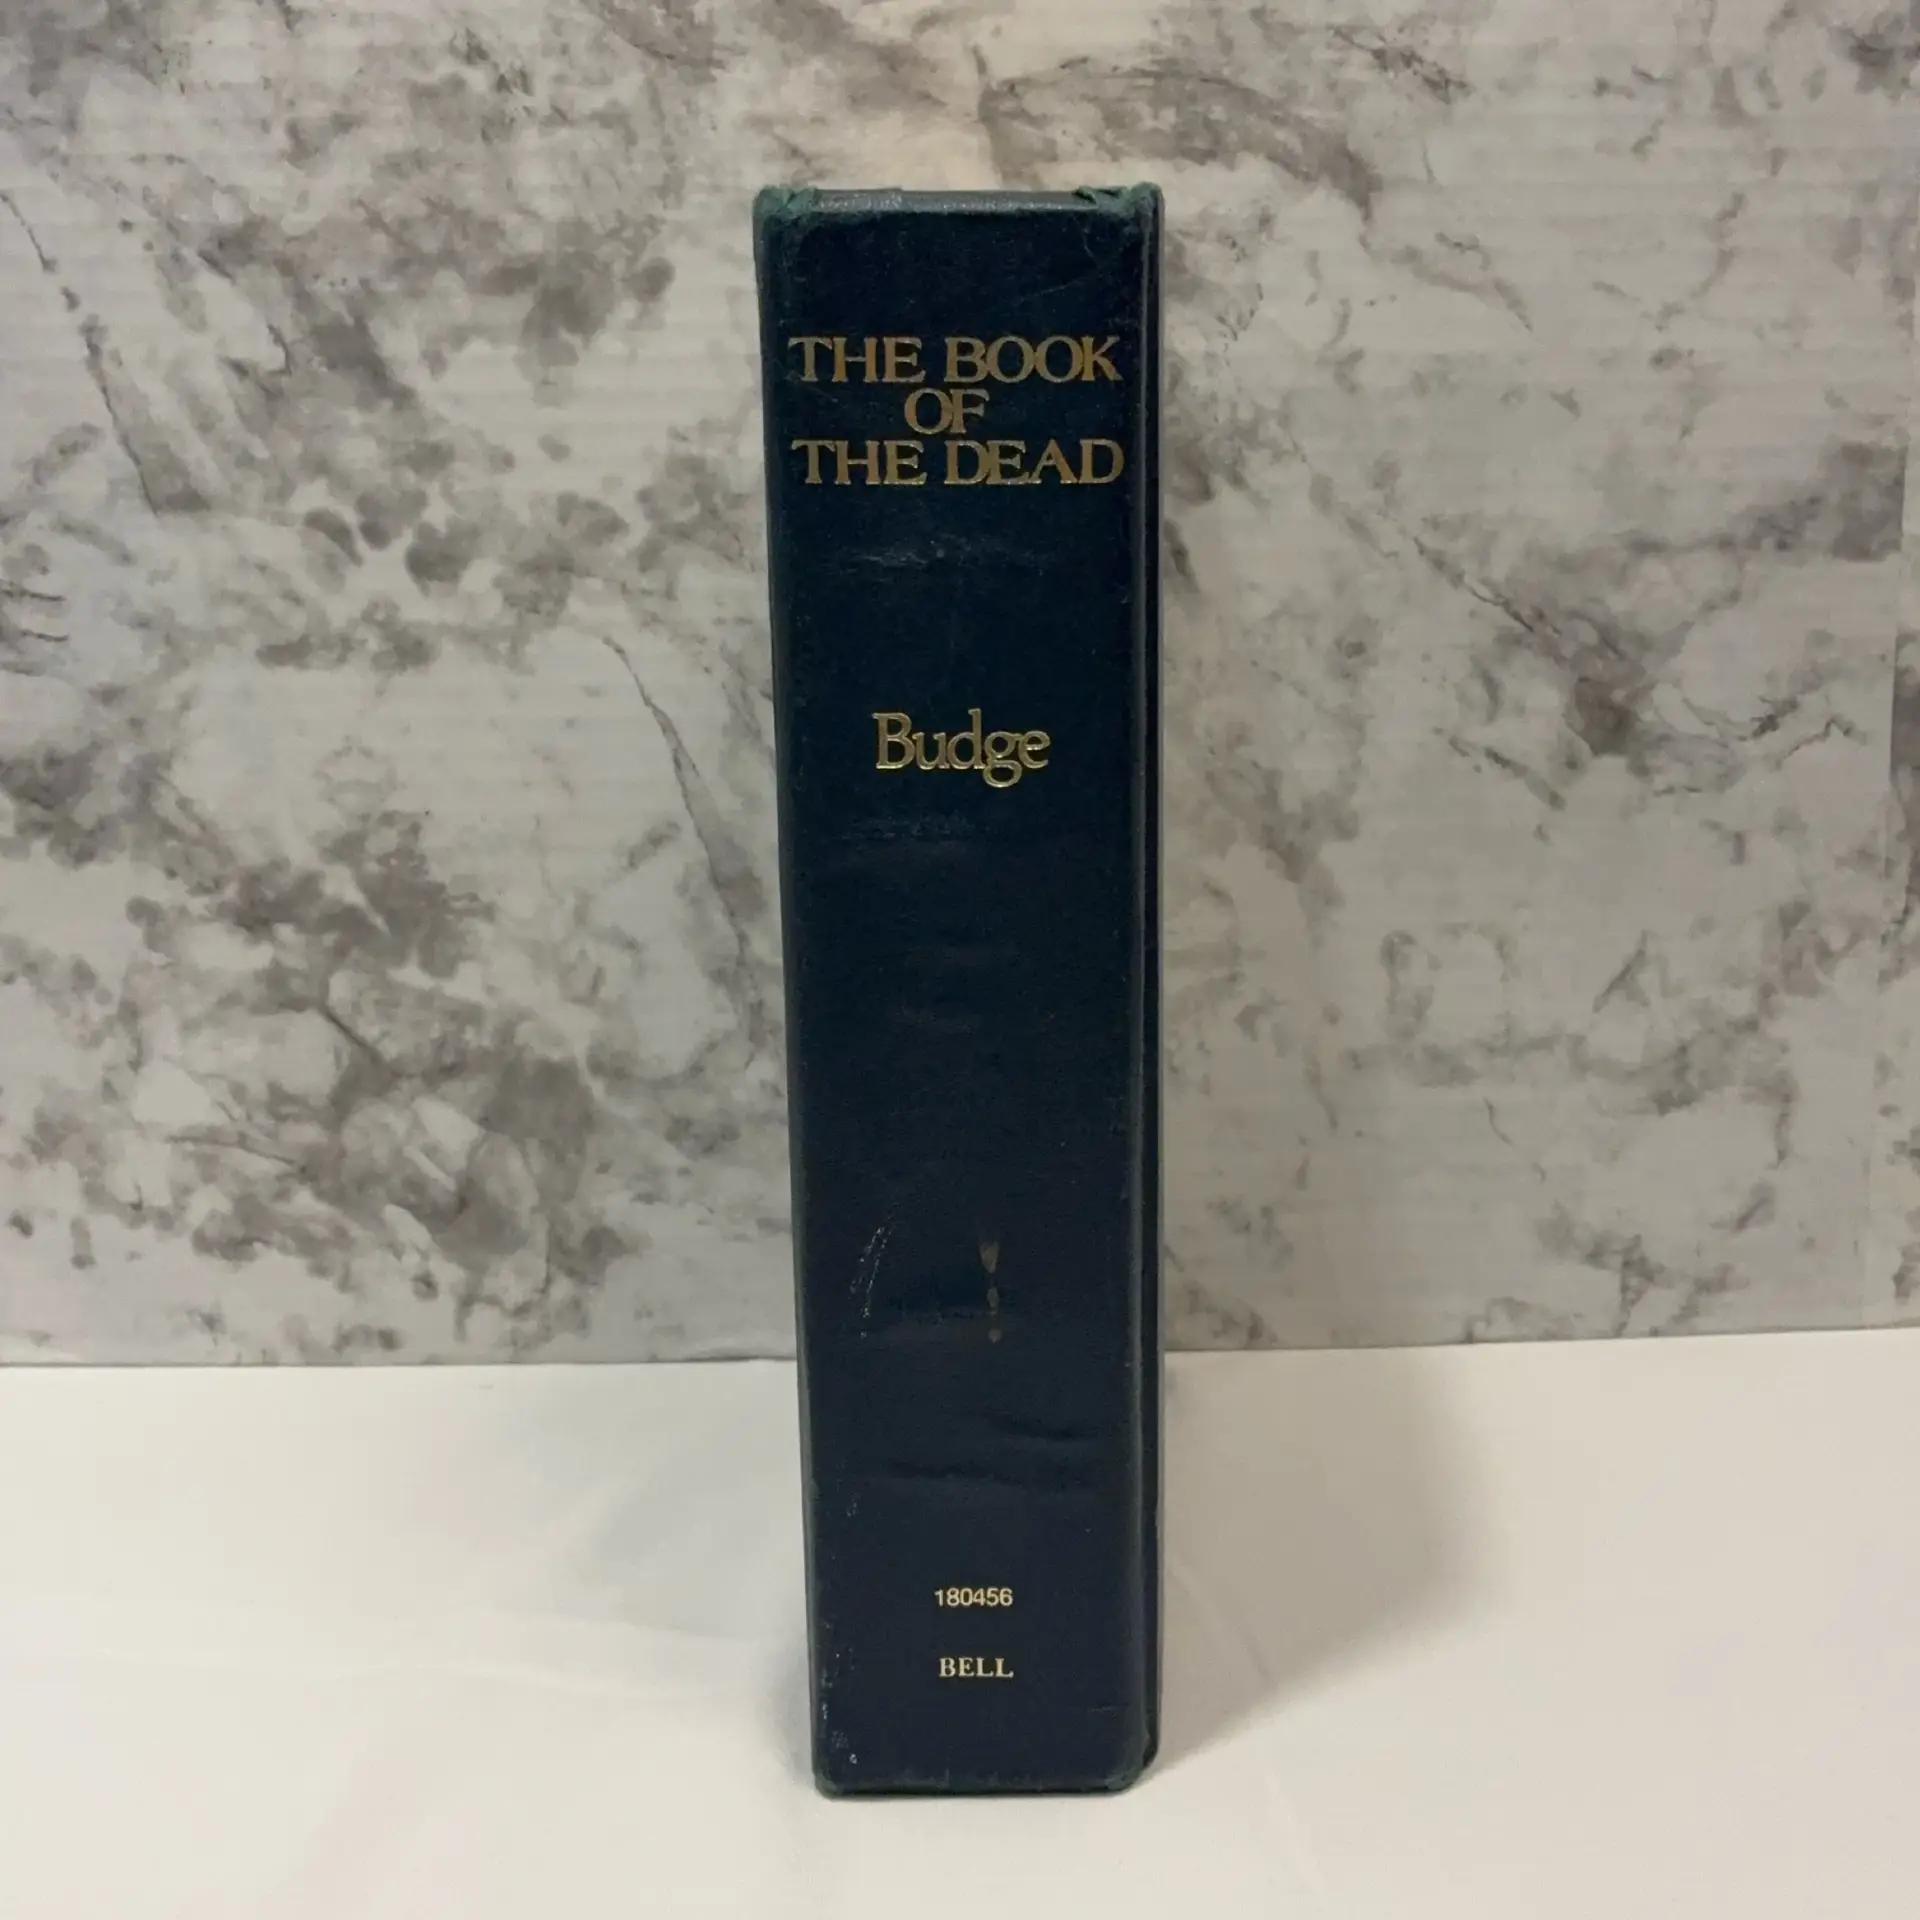 THE BOOK
OF
THE DEAD
Budge
180456
BELL